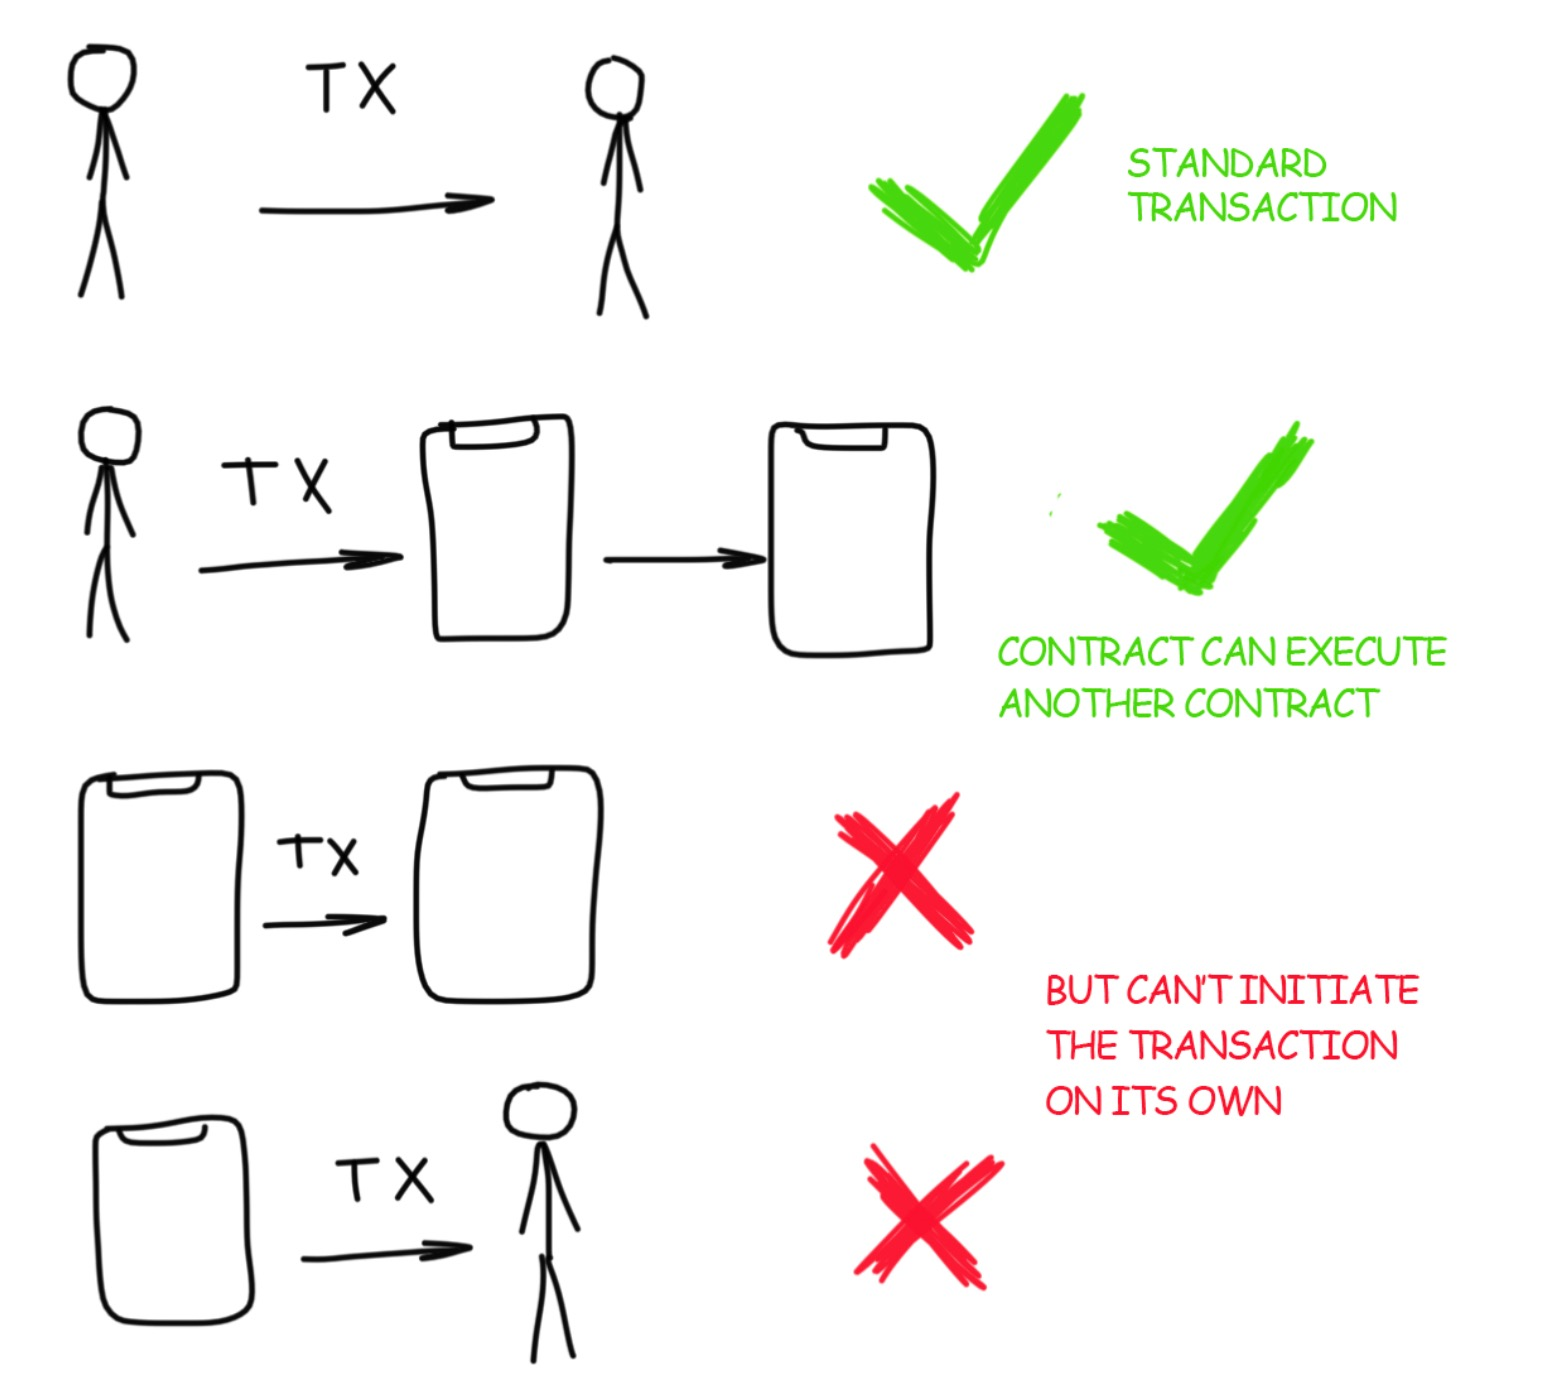 TX
STANDARD
TRANSACTION
TX
CONTRACT CAN EXECUTE
ANOTHER CONTRACT
TX
BUT CAN'T INITIATE
THE TRANSACTION
ON ITS OWN
TX